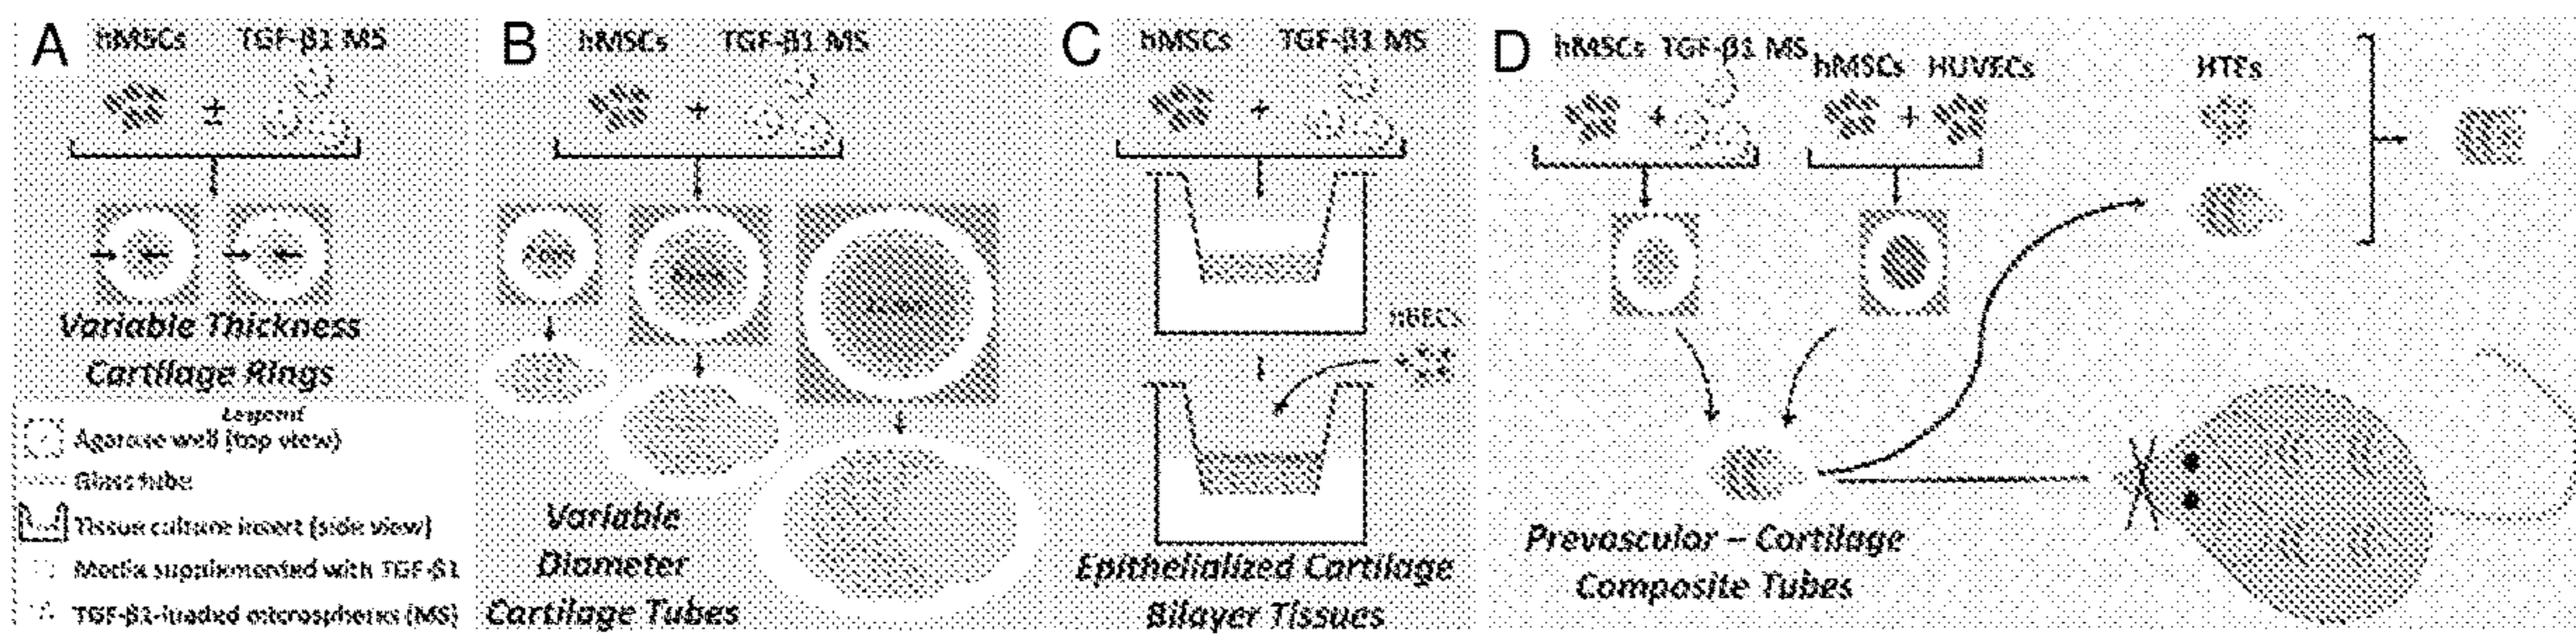 A
hMSCs TGF-β1 MS
±
Variable Thickness
Cartilage Rings
Legend
Agarose well (top view)
Glass tube
Tissue culture insert (side view)
Media supplemented with TGF-β1
TGF-β1-loaded microspheres (MS)
B
hMSCs TGF-β1 MS
+
Variable
Diameter
Cartilage Tubes
C
hMSCs TGF-β1 MS
+
hBECs
Epithelialized Cartilage
Bilayer Tissues
D
hMSCs TGF-β1 MS
+
hMSCs HUVECs
+
HTEs
Prevascular – Cartilage
Composite Tubes